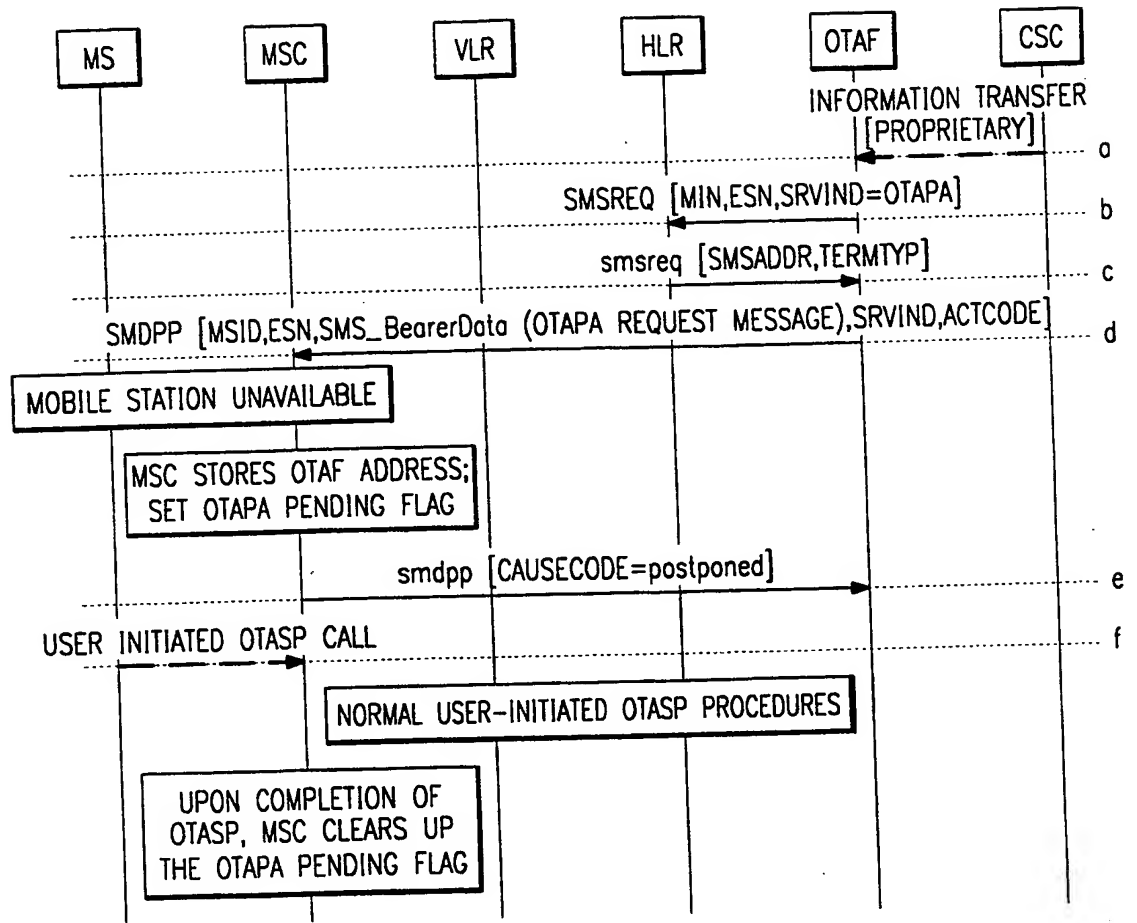 MS MSC VLR HLR OTAF CSC
INFORMATION TRANSFER
[PROPRIETARY]
a
SMSREQ [MIN,ESN,SRVIND=OTAPA]
b
smsreq [SMSADDR,TERMTYP]
c
SMDPP [MSID,ESN,SMS_BearerData (OTAPA REQUEST MESSAGE),SRVIND,ACTCODE]
d
MOBILE STATION UNAVAILABLE
MSC STORES OTAF ADDRESS;
SET OTAPA PENDING FLAG
smdpp [CAUSECODE=postponed]
e
USER INITIATED OTASP CALL
f
NORMAL USER-INITIATED OTASP PROCEDURES
UPON COMPLETION OF
OTASP, MSC CLEARS UP
THE OTAPA PENDING FLAG